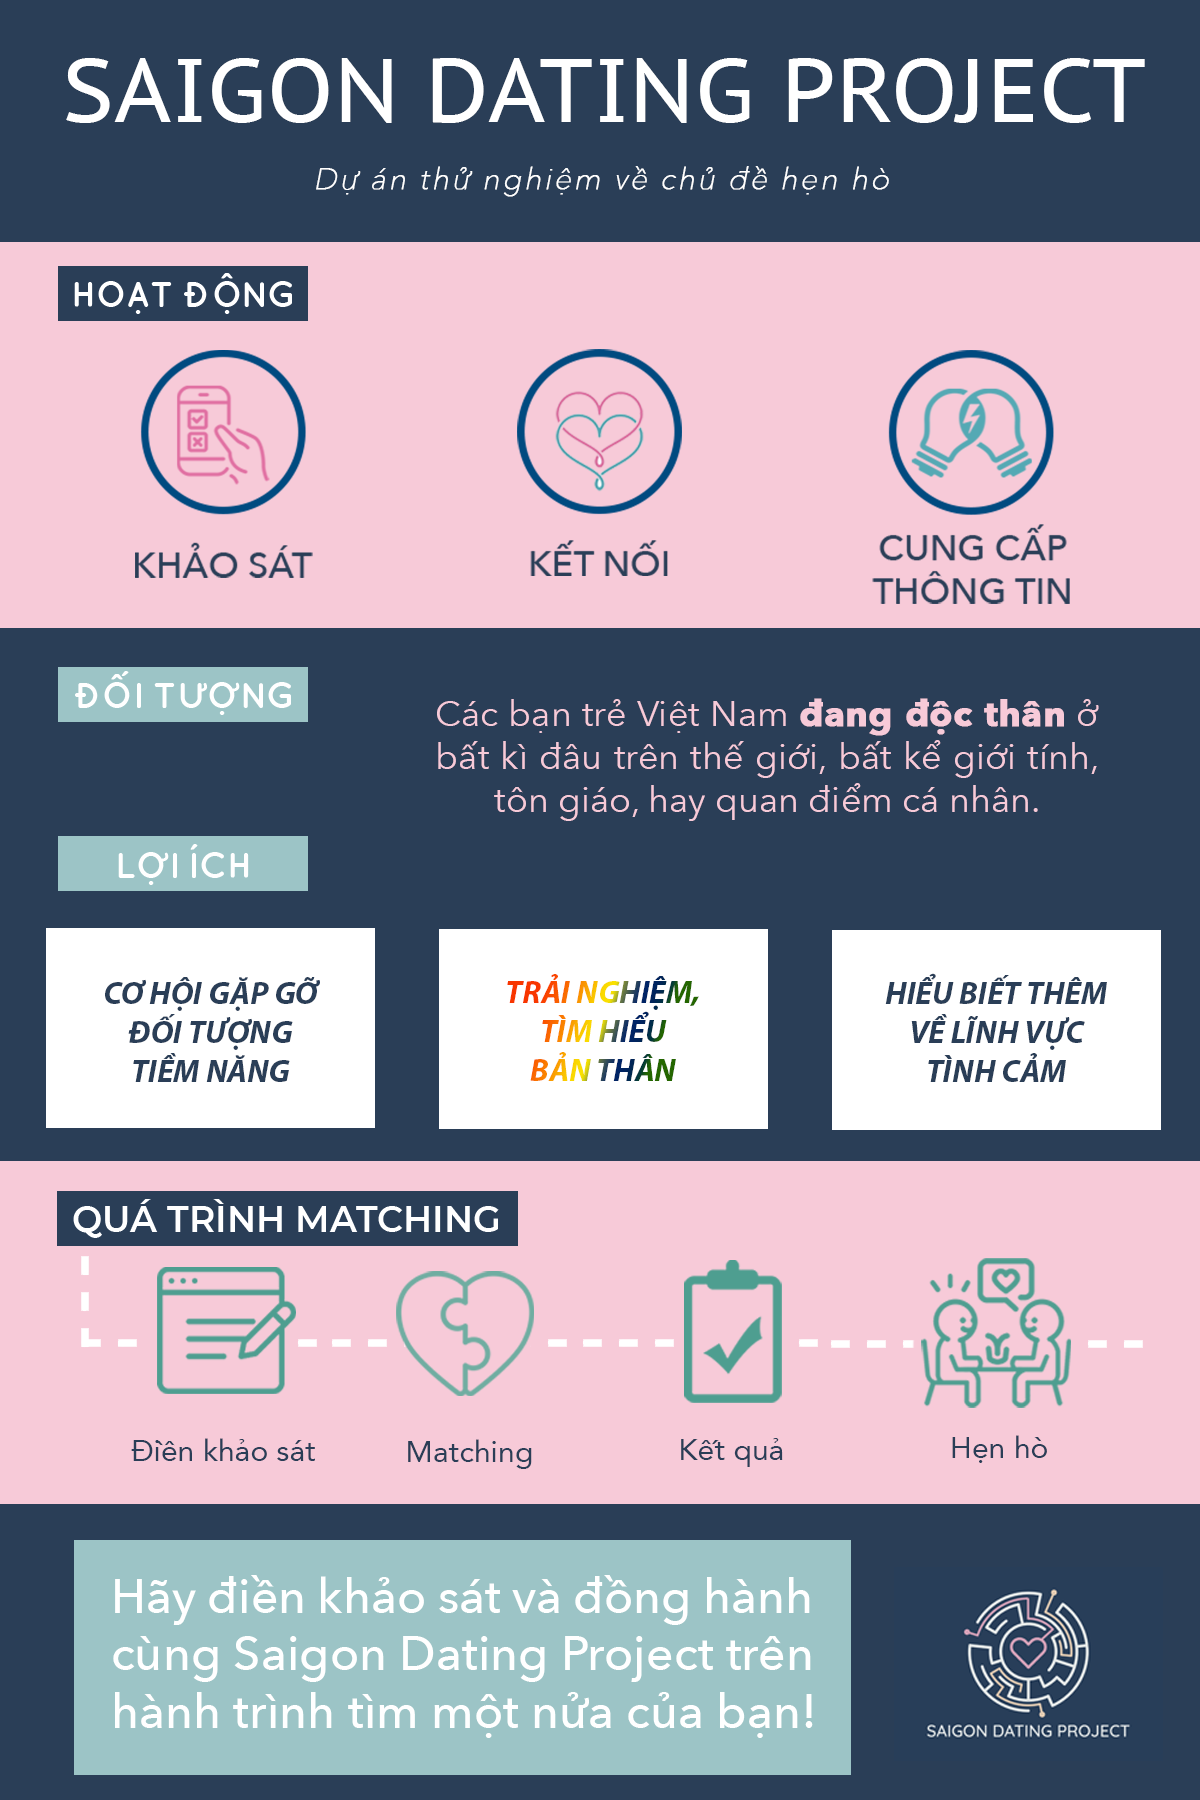 SAIGON DATING PROJECT
Dự án thử nghiệm về chủ đề hẹn hò
HOẠT ĐỘNG
KHẢO SÁT
KẾT NỐI
CUNG CẤP
THÔNG TIN
ĐỐI TƯỢNG
Các bạn trẻ Việt Nam đang độc thân ở
bất kì đâu trên thế giới, bất kể giới tính,
tôn giáo, hay quan điểm cá nhân.
LỢI ÍCH
CƠ HỘI GẶP GỠ
ĐỐI TƯỢNG
TIỀM NĂNG
TRẢI NGHIỆM,
TÌM HIỂU
BẢN THÂN
HIỂU BIẾT THÊM
VỀ LĨNH VỰC
TÌNH CẢM
QUÁ TRÌNH MATCHING
Điền khảo sát
Matching
Kết quả
Hẹn hò
Hãy điền khảo sát và đồng hành
cùng Saigon Dating Project trên
hành trình tìm một nửa của bạn!
SAIGON DATING PROJECT